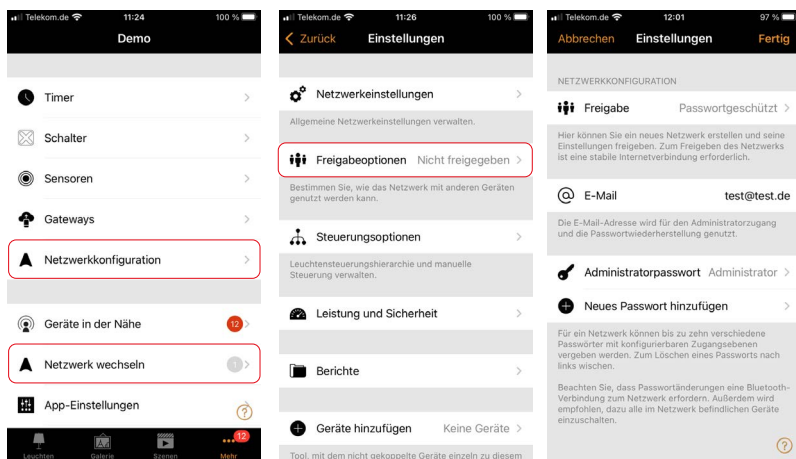 Telekom.de 11:24 100 %
Demo
Timer
Schalter
Sensoren
Gateways
Netzwerkkonfiguration
Geräte in der Nähe 12
Netzwerk wechseln 1
App-Einstellungen
?
12
Leuchten Galerie Szenen Mehr
Telekom.de 11:26 100 %
Zurück Einstellungen
Netzwerkeinstellungen
Allgemeine Netzwerkeinstellungen verwalten.
Freigabeoptionen Nicht freigegeben
Bestimmen Sie, wie das Netzwerk mit anderen Geräten
genutzt werden kann.
Steuerungsoptionen
Leuchtensteuerungshierarchie und manuelle
Steuerung verwalten.
Leistung und Sicherheit
Berichte
Geräte hinzufügen Keine Geräte
Tool, mit dem nicht gekoppelte Geräte einzeln zu diesem
Telekom.de 12:01 97 %
Abbrechen Einstellungen Fertig
NETZWERKKONFIGURATION
Freigabe Passwortgeschützt
Hier können Sie ein neues Netzwerk erstellen und seine
Einstellungen freigeben. Zum Freigeben des Netzwerks
ist eine stabile Internetverbindung erforderlich.
@ E-Mail test@test.de
Die E-Mail-Adresse wird für den Administratorzugang
und die Passwortwiederherstellung genutzt.
Administratorpasswort Administrator
Neues Passwort hinzufügen
Für ein Netzwerk können bis zu zehn verschiedene
Passwörter mit konfigurierbaren Zugangsebenen
vergeben werden. Zum Löschen eines Passworts nach
links wischen.
Beachten Sie, dass Passwortänderungen eine Bluetooth-
Verbindung zum Netzwerk erfordern. Außerdem wird
empfohlen, dazu alle im Netzwerk befindlichen Geräte
einzuschalten.
?